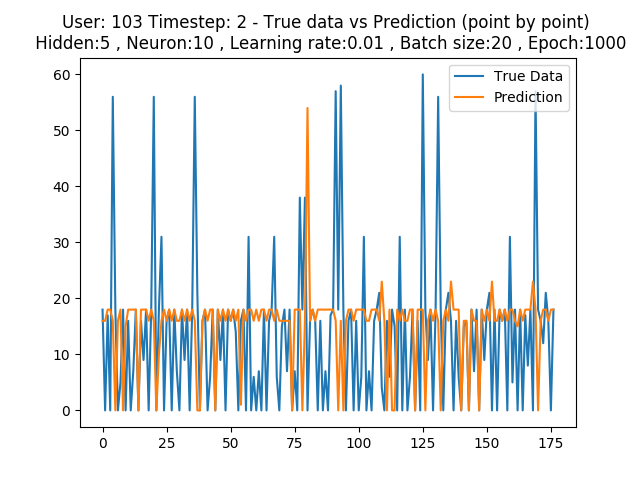 User: 103 Timestep: 2 - True data vs Prediction (point by point)
Hidden:5 , Neuron:10 , Learning rate:0.01 , Batch size:20 , Epoch:1000
True Data
Prediction
60
50
40
30
20
10
0
0 25 50 75 100 125 150 175